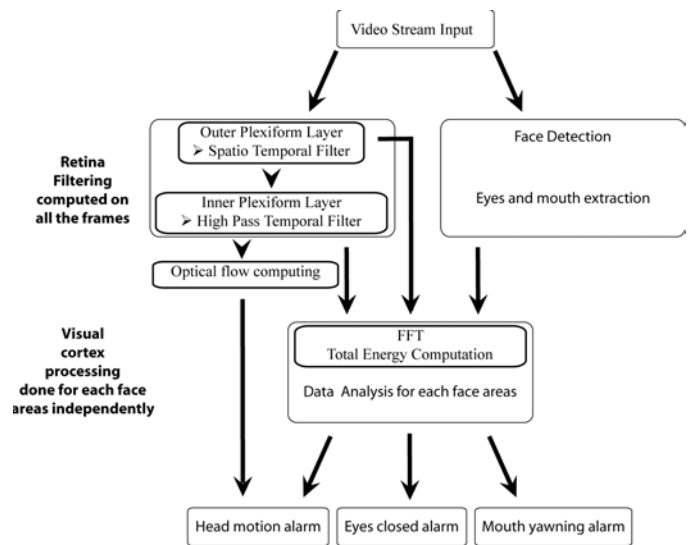 Video Stream Input
Outer Plexiform Layer
➢ Spatio Temporal Filter
Face Detection
Retina
Filtering
computed on
all the frames
Inner Plexiform Layer
➢ High Pass Temporal Filter
Eyes and mouth extraction
Optical flow computing
Visual
cortex
processing
done for each face
areas independently
FFT
Total Energy Computation
Data Analysis for each face areas
Head motion alarm
Eyes closed alarm
Mouth yawning alarm